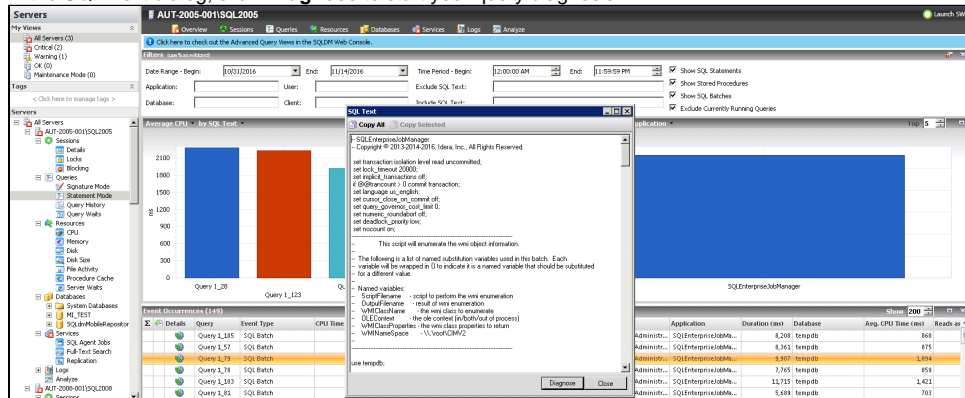 Servers
My Views
All Servers (3)
Critical (2)
Warning (1)
OK (0)
Maintenance Mode (0)
Tags
< Click here to manage tags >
Servers
All Servers
AUT-2005-001\SQL2005
Sessions
Details
Locks
Blocking
Queries
Signature Mode
Statement Mode
Query History
Query Waits
Resources
CPU
Memory
Disk
Disk Size
File Activity
Procedure Cache
Server Waits
Databases
System Databases
MJ_TEST
SQLdmMobileRepositor
Services
SQL Agent Jobs
Full-Text Search
Replication
Logs
Analyze
AUT-2008-001\SQL2008
Sessions
AUT-2005-001\SQL2005
Launch SW
Overview Sessions Queries Resources Databases Services Logs Analyze
Click here to check out the Advanced Query Views in the SQLDM Web Console.
Filters (use % as wildcard)
Date Range - Begin: 10/31/2016 End: 11/14/2016 Time Period - Begin: 12:00:00 AM End: 11:59:59 PM Show SQL Statements
Application: User: Exclude SQL Text: Show Stored Procedures
Database: Client: Include SQL Text: Show SQL Batches
Exclude Currently Running Queries
Average CPU by SQL Text
pplication
Top 5
ms
2100
1800
1500
1200
900
600
300
0
Query 1_28
Query 1_123
Qu
SQLEnterpriseJobManager
SQL Text
Copy All Copy Selected
-- SQLEnterpriseJobManager
-- Copyright © 2013-2014-2016, Idera, Inc., All Rights Reserved.
set transaction isolation level read uncommitted;
set lock_timeout 20000;
set implicit_transactions off;
if @@trancount > 0 commit transaction;
set language us_english;
set cursor_close_on_commit off;
set query_governor_cost_limit 0;
set numeric_roundabort off;
set deadlock_priority low;
set nocount on;
-- This script will enumerate the wmi object information.
-- The following is a list of named substitution variables used in this batch. Each
-- variable will be wrapped in {} to indicate it is a named variable that should be substituted
-- for a different value.
-- Named variables:
-- ScriptFilename - script to perform the wmi enumeration
-- OutputFilename - result of wmi enumeration
-- WMIClassName - the wmi class to enumerate
-- OLEContext - the ole context (in/both/out of process)
-- WMIClassProperties - the wmi class properties to return
-- WMINameSpace - \\.\root\CIMV2
use tempdb;
Diagnose Close
Event Occurrences (149)
Show 200
Σ Details Query Event Type CPU Time Application Duration (ms) Database Avg. CPU Time (ms) Reads as
Query 1_105 SQL Batch Administr... SQLEnterpriseJobMa... 8,208 tempdb 868
Query 1_57 SQL Batch Administr... SQLEnterpriseJobMa... 8,361 tempdb 875
Query 1_79 SQL Batch Administr... SQLEnterpriseJobMa... 9,907 tempdb 1,094
Query 1_78 SQL Batch Administr... SQLEnterpriseJobMa... 7,765 tempdb 859
Query 1_103 SQL Batch Administr... SQLEnterpriseJobMa... 11,715 tempdb 1,421
Query 1_81 SQL Batch Administr... SQLEnterpriseJobMa... 5,689 tempdb 703